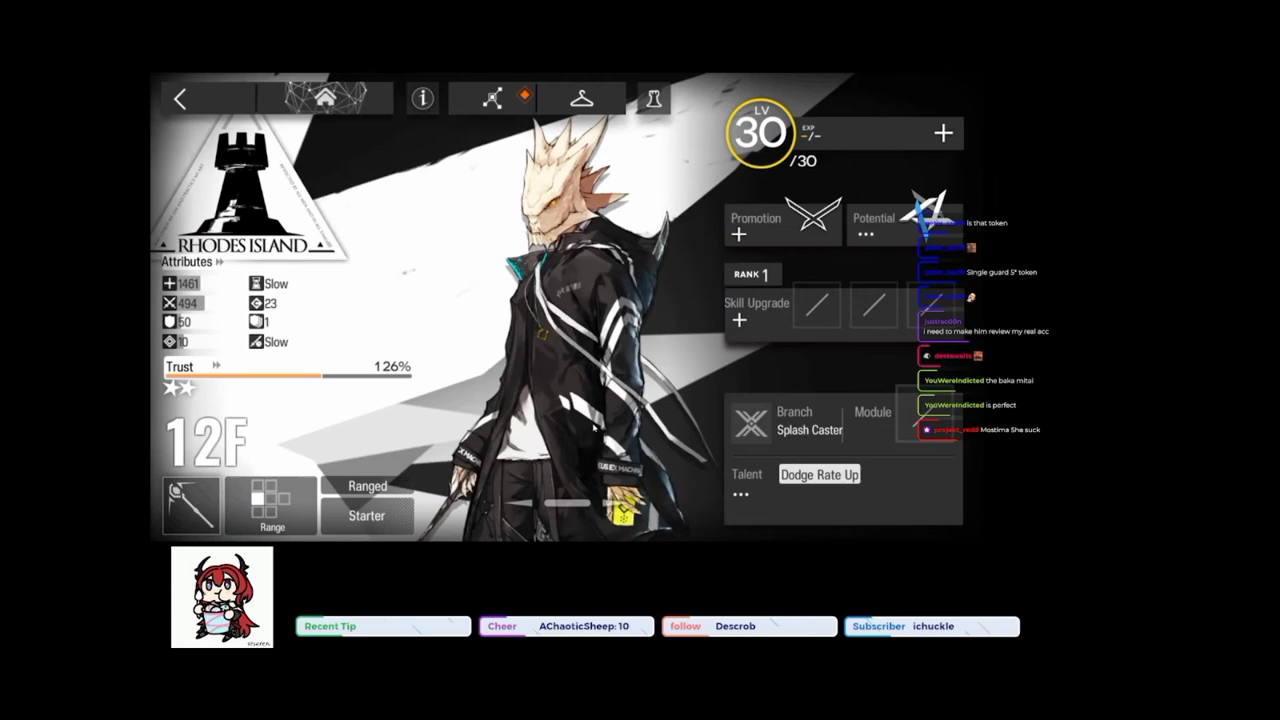 LV
30
EXP
-/-
/30
RHODES ISLAND
Attributes
1461
Slow
494
23
50
1
10
Slow
Trust
126%
12F
Range
Ranged
Starter
Promotion
Potential
RANK 1
Skill Upgrade
Branch
Splash Caster
Module
Talent
Dodge Rate Up
is that token
Single guard 5* token
justrec00n
i need to make him review my real acc
YouWereIndicted the baka mitai
YouWereIndicted is perfect
project_redd Mostima She suck
Recent Tip
Cheer AChaoticSheep: 10
follow Descrob
Subscriber ichuckle